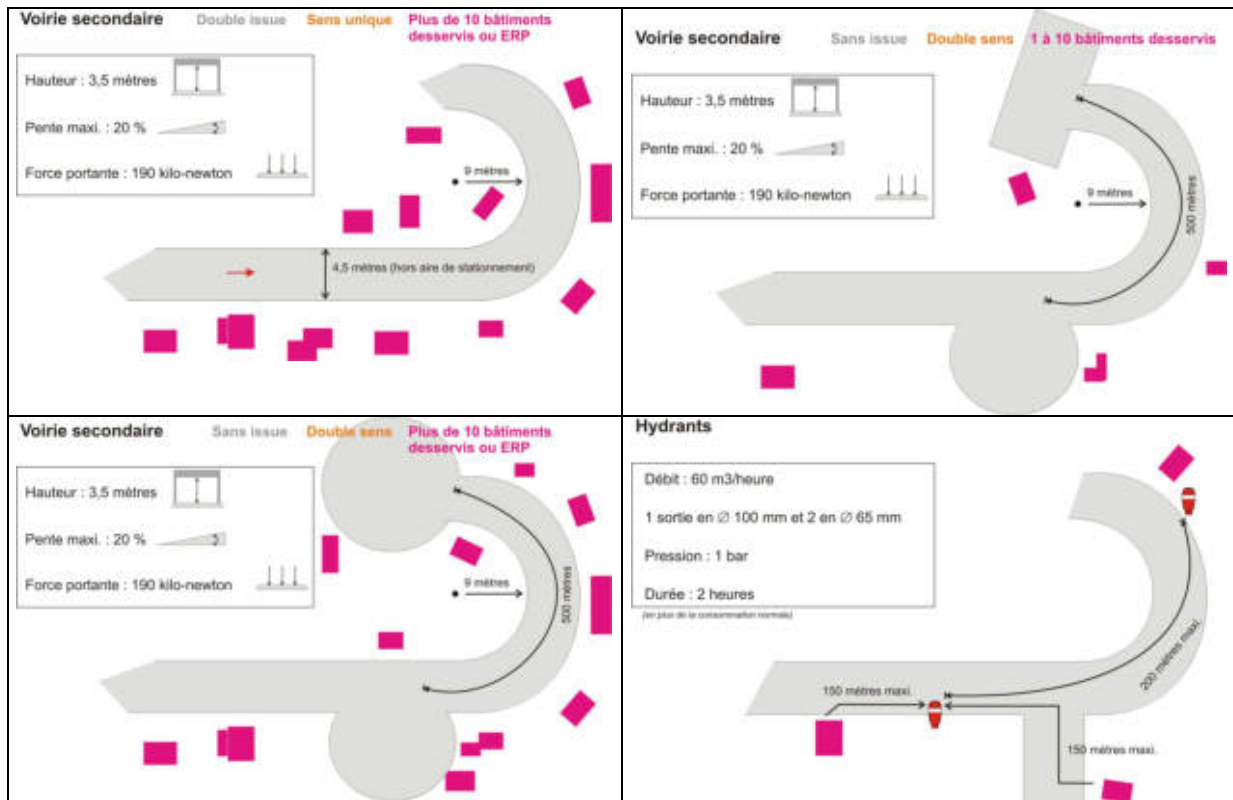 Voirie secondaire Double issue Sens unique Plus de 10 bâtiments
desservis ou ERP
Hauteur : 3,5 mètres
Pente maxi. : 20 %
Force portante : 190 kilo-newton
9 mètres
4,5 mètres (hors aire de stationnement)
Voirie secondaire Sans issue Double sens 1 à 10 bâtiments desservis
Hauteur : 3,5 mètres
Pente maxi. : 20 %
Force portante : 190 kilo-newton
9 mètres
500 mètres
Voirie secondaire Sans issue Double sens Plus de 10 bâtiments
desservis ou ERP
Hauteur : 3,5 mètres
Pente maxi. : 20 %
Force portante : 190 kilo-newton
9 mètres
500 mètres
Hydrants
Débit : 60 m3/heure
1 sortie en Ø 100 mm et 2 en Ø 65 mm
Pression : 1 bar
Durée : 2 heures
(en plus de la consommation normale)
200 mètres maxi.
150 mètres maxi.
150 mètres maxi.